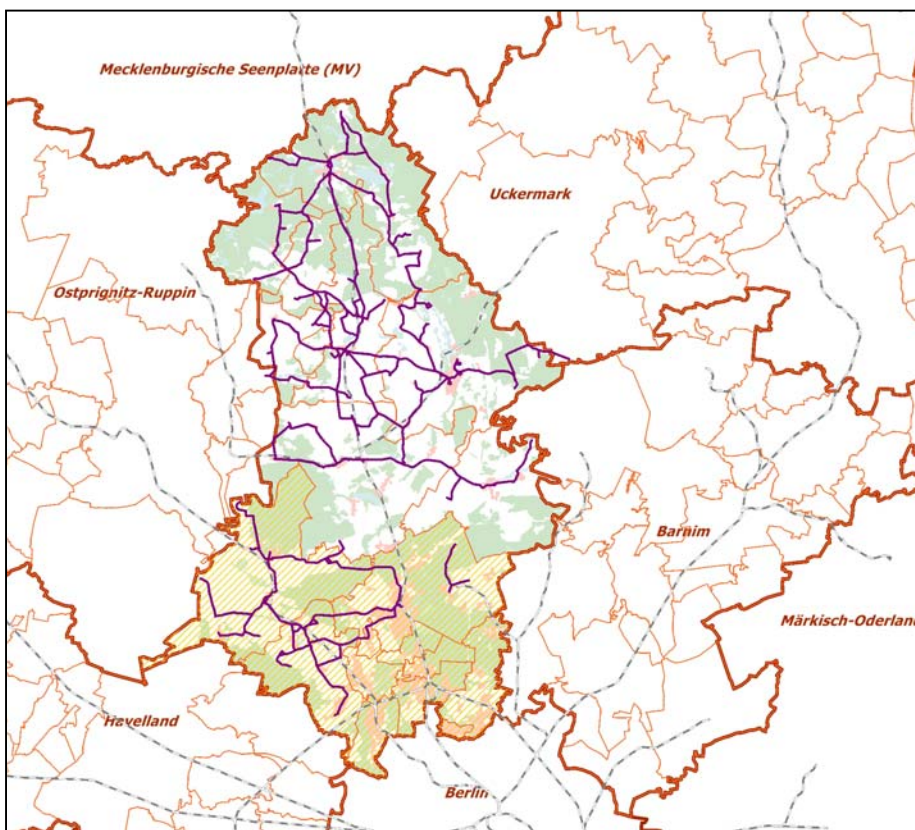 Mecklenburgische Seenplatte (MV)
Uckermark
Ostprignitz-Ruppin
Barnim
Märkisch-Oderland
Havelland
Berlin